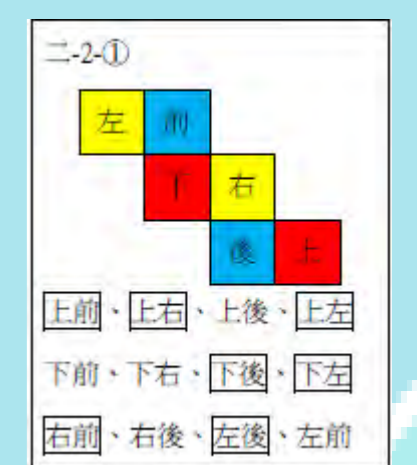 二-2-①
左 前
下 右
後 上
上前、上右、上後、上左
下前、下右、下後、下左
右前、右後、左後、左前